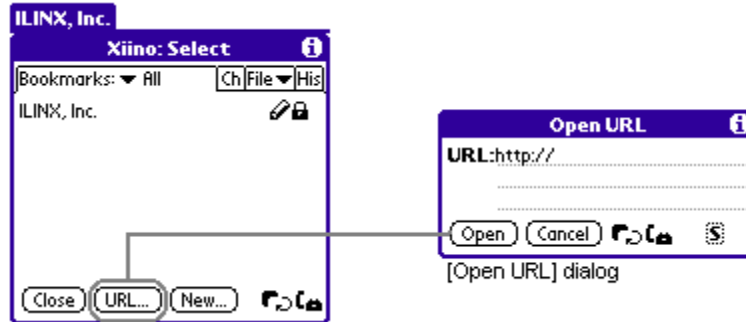 ILINX, Inc.
Xiino: Select
Bookmarks: All Ch File His
ILINX, Inc.
Close URL... New...
Open URL
URL:http://
Open Cancel S
[Open URL] dialog